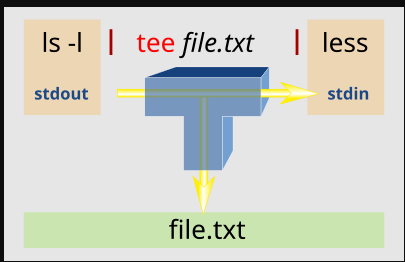 ls -l | tee file.txt | less
stdout stdin
file.txt